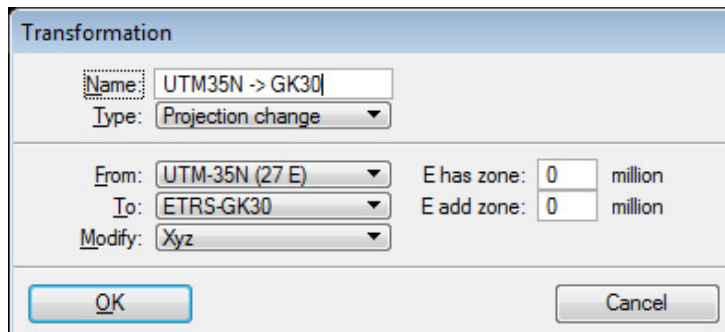 Transformation
Name: UTM35N -> GK30
Type: Projection change
From: UTM-35N (27 E) E has zone: 0 million
To: ETRS-GK30 E add zone: 0 million
Modify: Xyz
OK Cancel